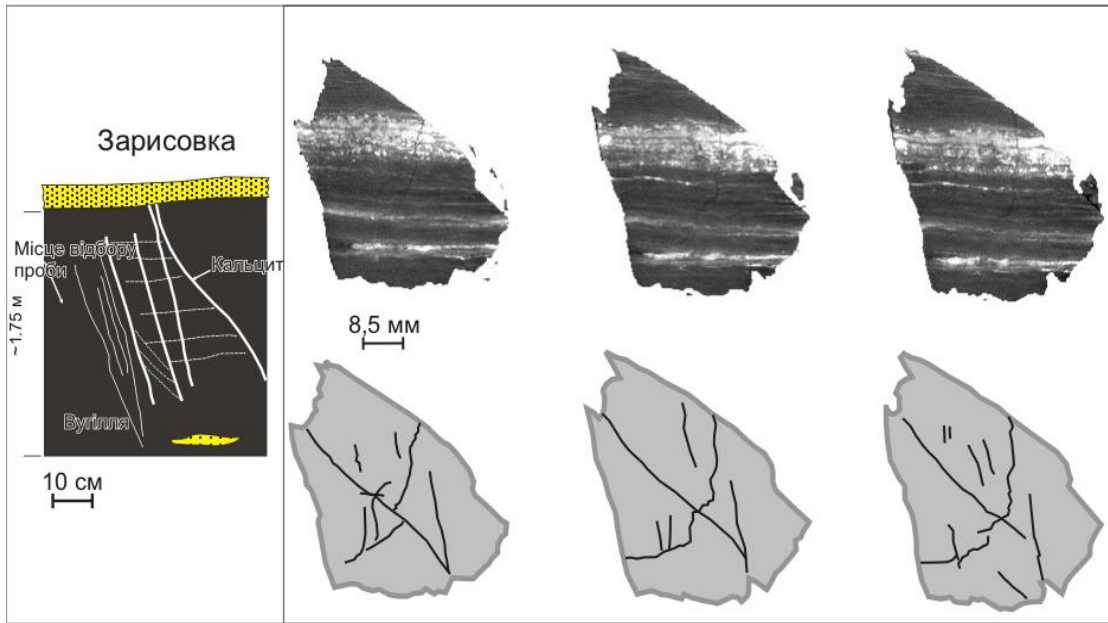 Зарисовка
Місце відбору
проби
Кальцит
~1.75 м
Вугілля
10 см
8,5 мм